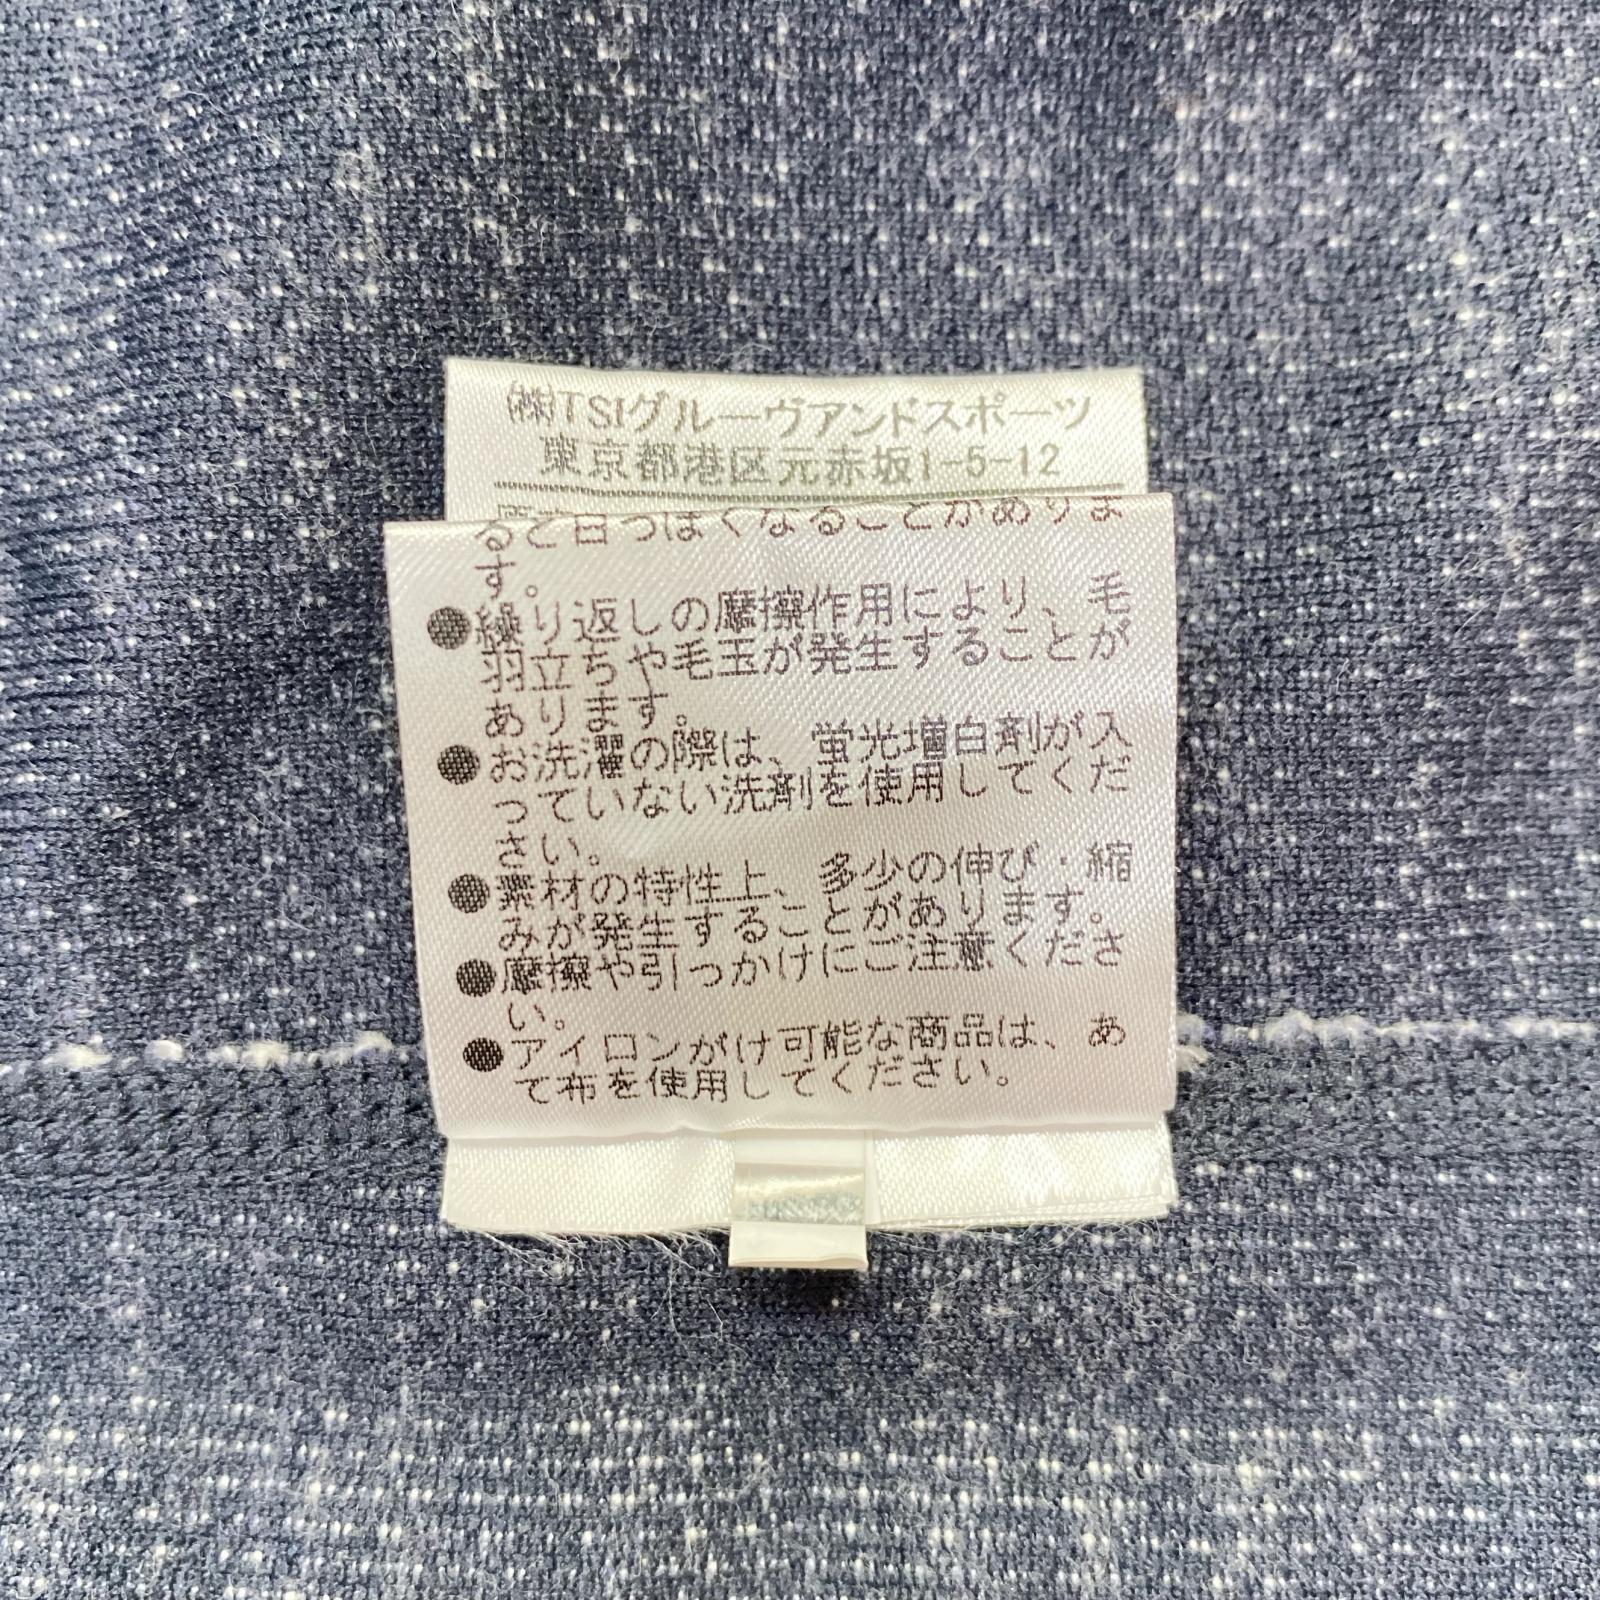 ㈱TSIグルーヴアンドスポーツ
東京都港区元赤坂1-5-12
ると白っぽくなることがありま
す。
●繰り返しの摩擦作用により、毛
羽立ちや毛玉が発生することが
あります。
●お洗濯の際は、蛍光増白剤が入
っていない洗剤を使用してくだ
さい。
●素材の特性上、多少の伸び・縮
みが発生することがあります。
●摩擦や引っかけにご注意くださ
い。
●アイロンがけ可能な商品は、あ
て布を使用してください。